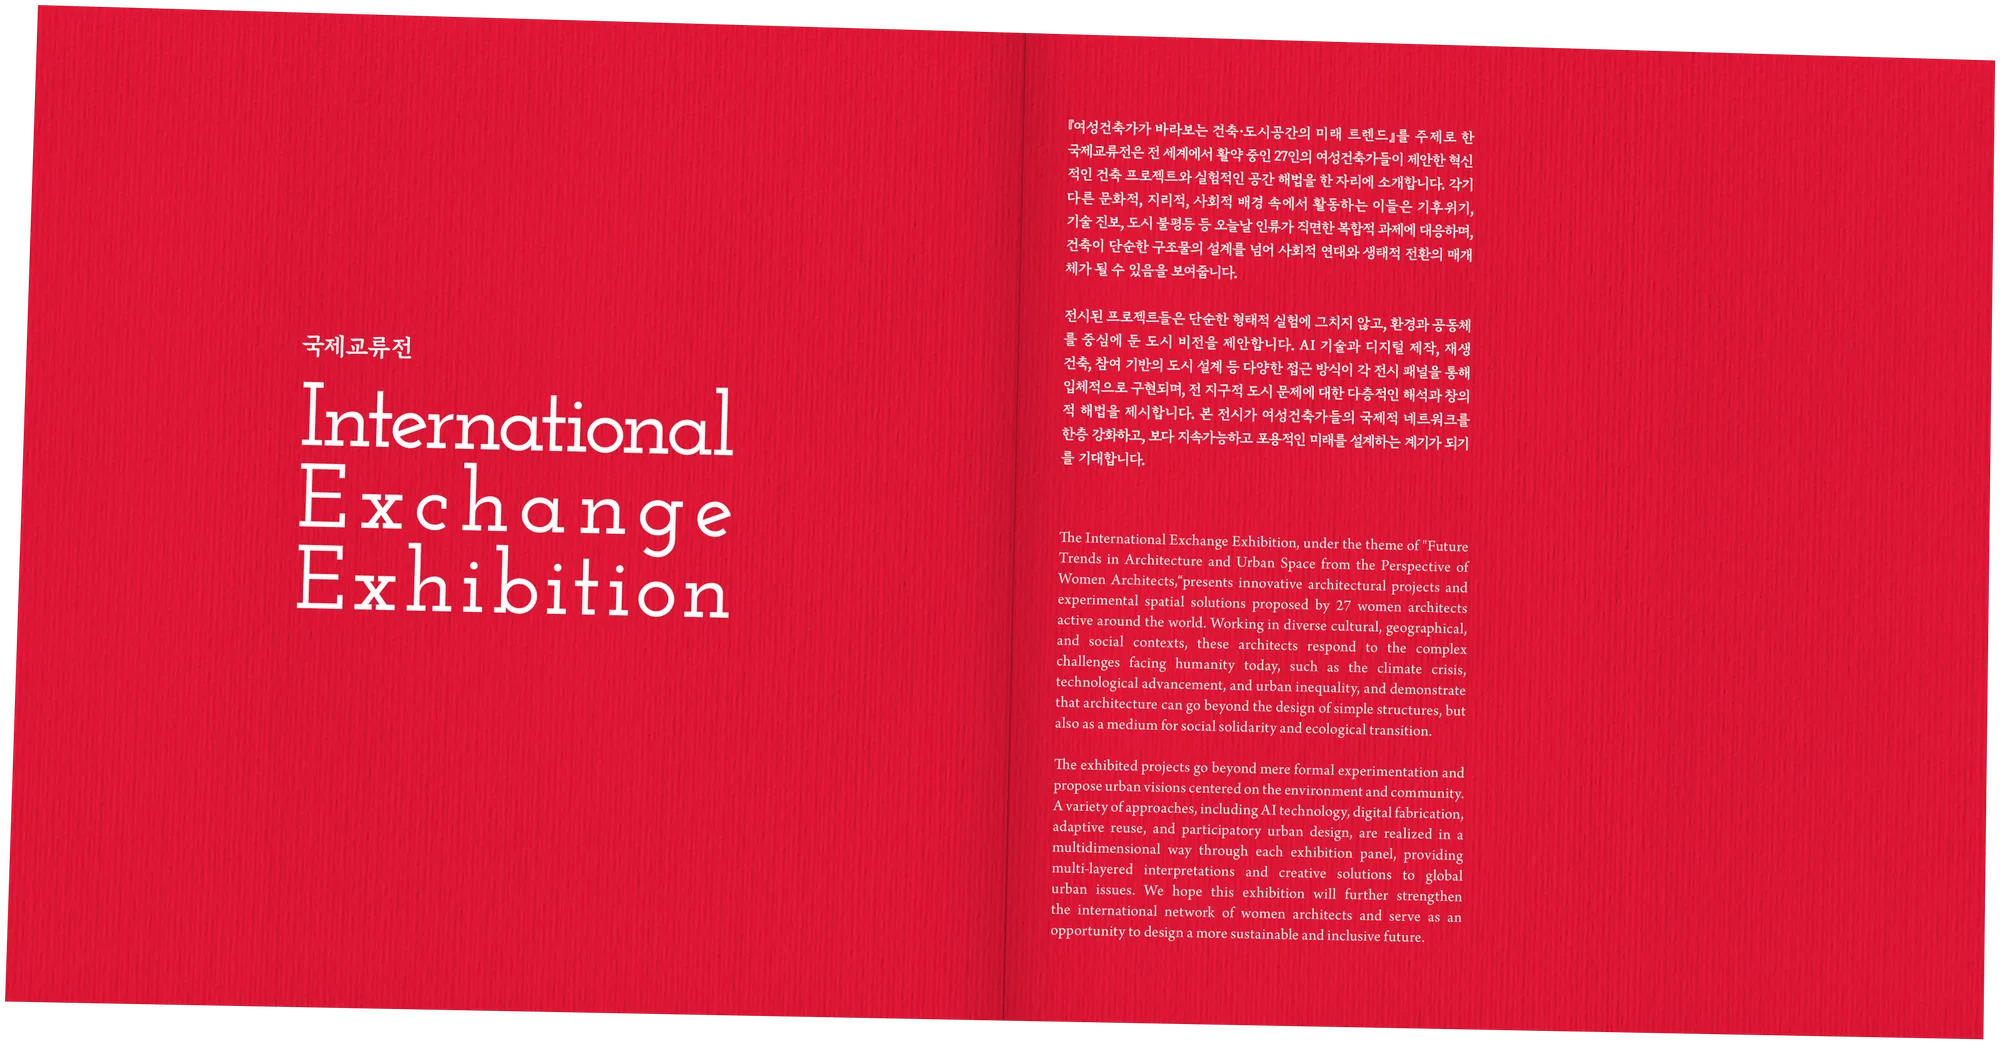 국제교류전
International
Exchange
Exhibition
『여성건축가가 바라보는 건축·도시공간의 미래 트렌드』를 주제로 한
국제교류전은 전 세계에서 활약 중인 27인의 여성건축가들이 제안한 혁신
적인 건축 프로젝트와 실험적인 공간 해법을 한 자리에 소개합니다. 각기
다른 문화적, 지리적, 사회적 배경 속에서 활동하는 이들은 기후위기,
기술 진보, 도시 불평등 등 오늘날 인류가 직면한 복합적 과제에 대응하며,
건축이 단순한 구조물의 설계를 넘어 사회적 연대와 생태적 전환의 매개
체가 될 수 있음을 보여줍니다.
전시된 프로젝트들은 단순한 형태적 실험에 그치지 않고, 환경과 공동체
를 중심에 둔 도시 비전을 제안합니다. AI 기술과 디지털 제작, 재생
건축, 참여 기반의 도시 설계 등 다양한 접근 방식이 각 전시 패널을 통해
입체적으로 구현되며, 전 지구적 도시 문제에 대한 다층적인 해석과 창의
적 해법을 제시합니다. 본 전시가 여성건축가들의 국제적 네트워크를
한층 강화하고, 보다 지속가능하고 포용적인 미래를 설계하는 계기가 되기
를 기대합니다.
The International Exchange Exhibition, under the theme of "Future
Trends in Architecture and Urban Space from the Perspective of
Women Architects,“presents innovative architectural projects and
experimental spatial solutions proposed by 27 women architects
active around the world. Working in diverse cultural, geographical,
and social contexts, these architects respond to the complex
challenges facing humanity today, such as the climate crisis,
technological advancement, and urban inequality, and demonstrate
that architecture can go beyond the design of simple structures, but
also as a medium for social solidarity and ecological transition.
The exhibited projects go beyond mere formal experimentation and
propose urban visions centered on the environment and community.
A variety of approaches, including AI technology, digital fabrication,
adaptive reuse, and participatory urban design, are realized in a
multidimensional way through each exhibition panel, providing
multi-layered interpretations and creative solutions to global
urban issues. We hope this exhibition will further strengthen
the international network of women architects and serve as an
opportunity to design a more sustainable and inclusive future.